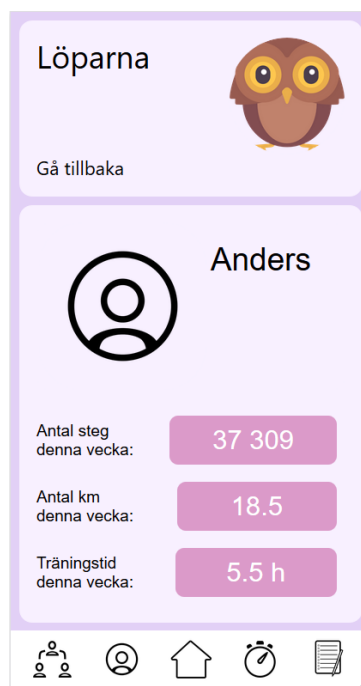 Löparna
Gå tillbaka
Anders
Antal steg
denna vecka:
37 309
Antal km
denna vecka:
18.5
Träningstid
denna vecka:
5.5 h